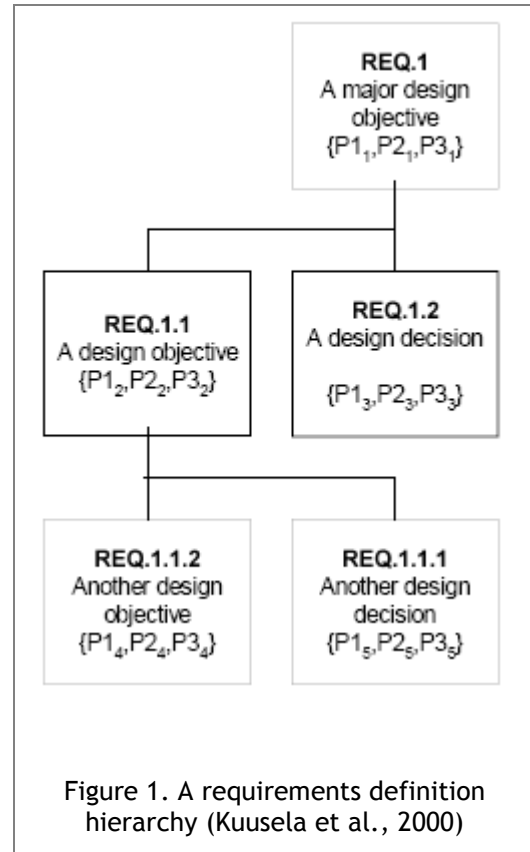 REQ.1
A major design
objective
{P1₁,P2₁,P3₁}
REQ.1.1
A design objective
{P1₂,P2₂,P3₂}
REQ.1.2
A design decision
{P1₃,P2₃,P3₃}
REQ.1.1.2
Another design
objective
{P1₄,P2₄,P3₄}
REQ.1.1.1
Another design
decision
{P1₅,P2₅,P3₅}
Figure 1. A requirements definition
hierarchy (Kuusela et al., 2000)